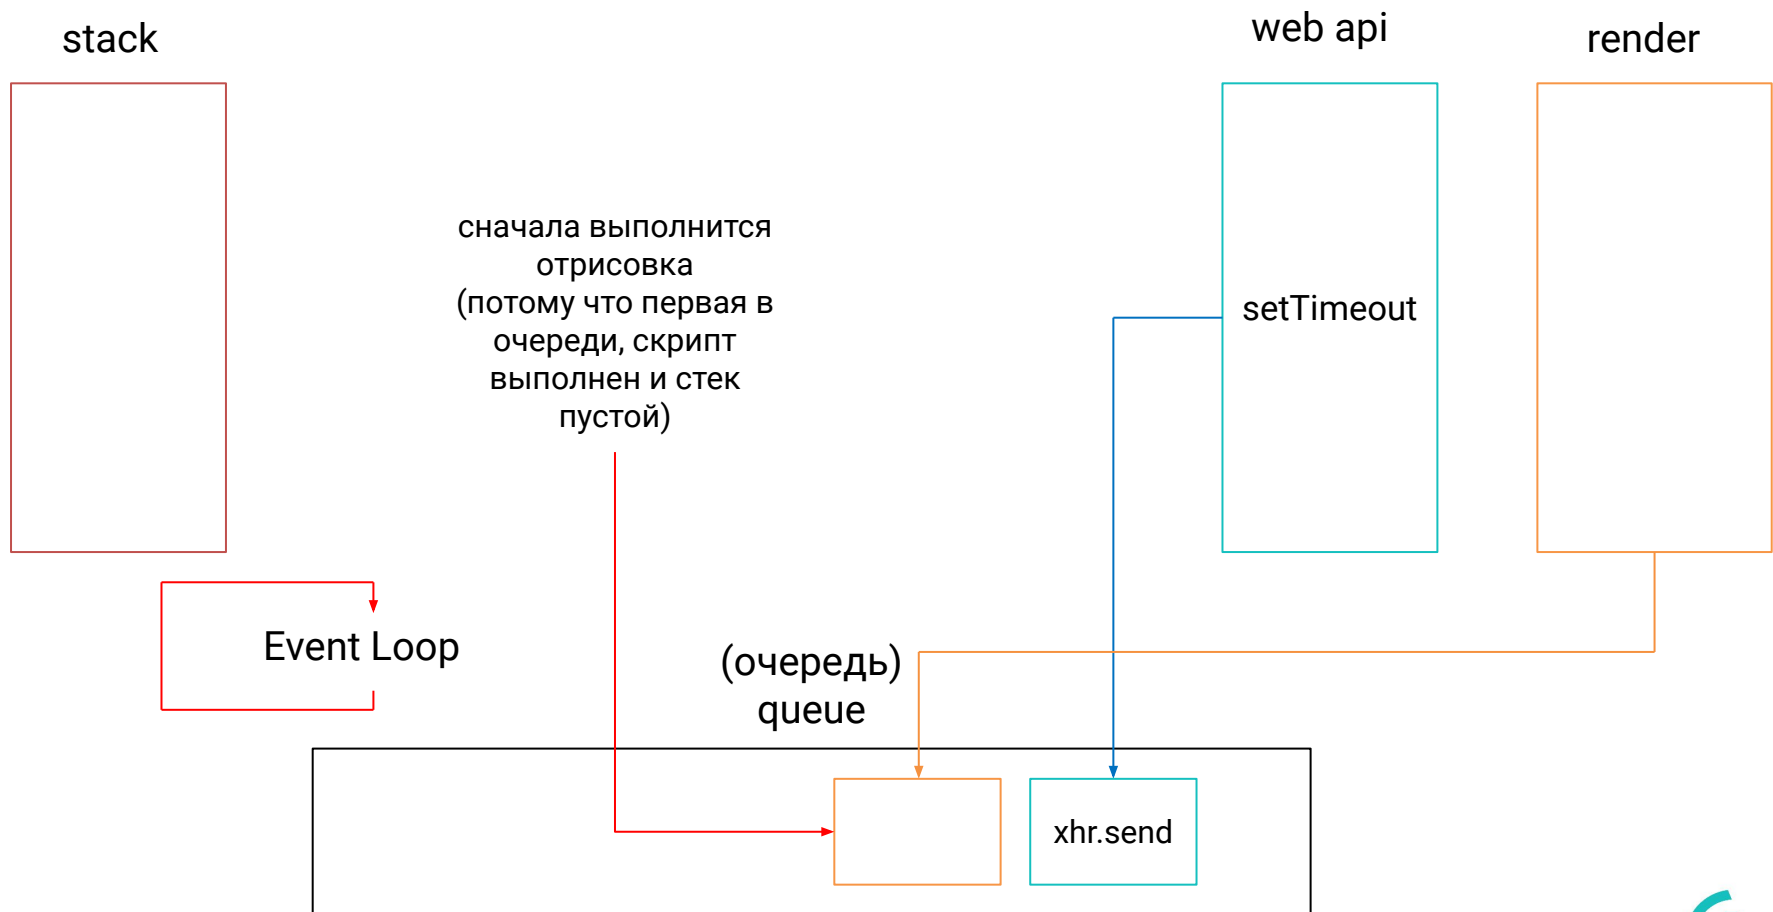 stack
web api
render
сначала выполнится
отрисовка
(потому что первая в
очереди, скрипт
выполнен и стек
пустой)
setTimeout
Event Loop
(очередь)
queue
xhr.send